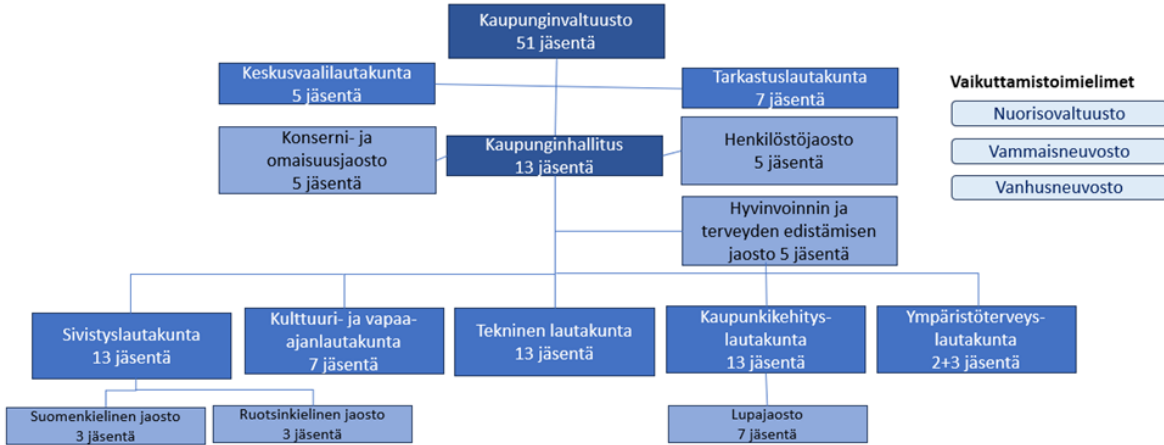 Kaupunginvaltuusto
51 jäsentä
Keskusvaalilautakunta
5 jäsentä
Tarkastuslautakunta
7 jäsentä
Vaikuttamistoimielimet
Nuorisovaltuusto
Vammaisneuvosto
Vanhusneuvosto
Konserni- ja
omaisuusjaosto
5 jäsentä
Kaupunginhallitus
13 jäsentä
Henkilöstöjaosto
5 jäsentä
Hyvinvoinnin ja
terveyden edistämisen
jaosto 5 jäsentä
Sivistyslautakunta
13 jäsentä
Kulttuuri- ja vapaa-
ajanlautakunta
7 jäsentä
Tekninen lautakunta
13 jäsentä
Kaupunkikehitys-
lautakunta
13 jäsentä
Ympäristöterveys-
lautakunta
2+3 jäsentä
Suomenkielinen jaosto
3 jäsentä
Ruotsinkielinen jaosto
3 jäsentä
Lupajaosto
7 jäsentä